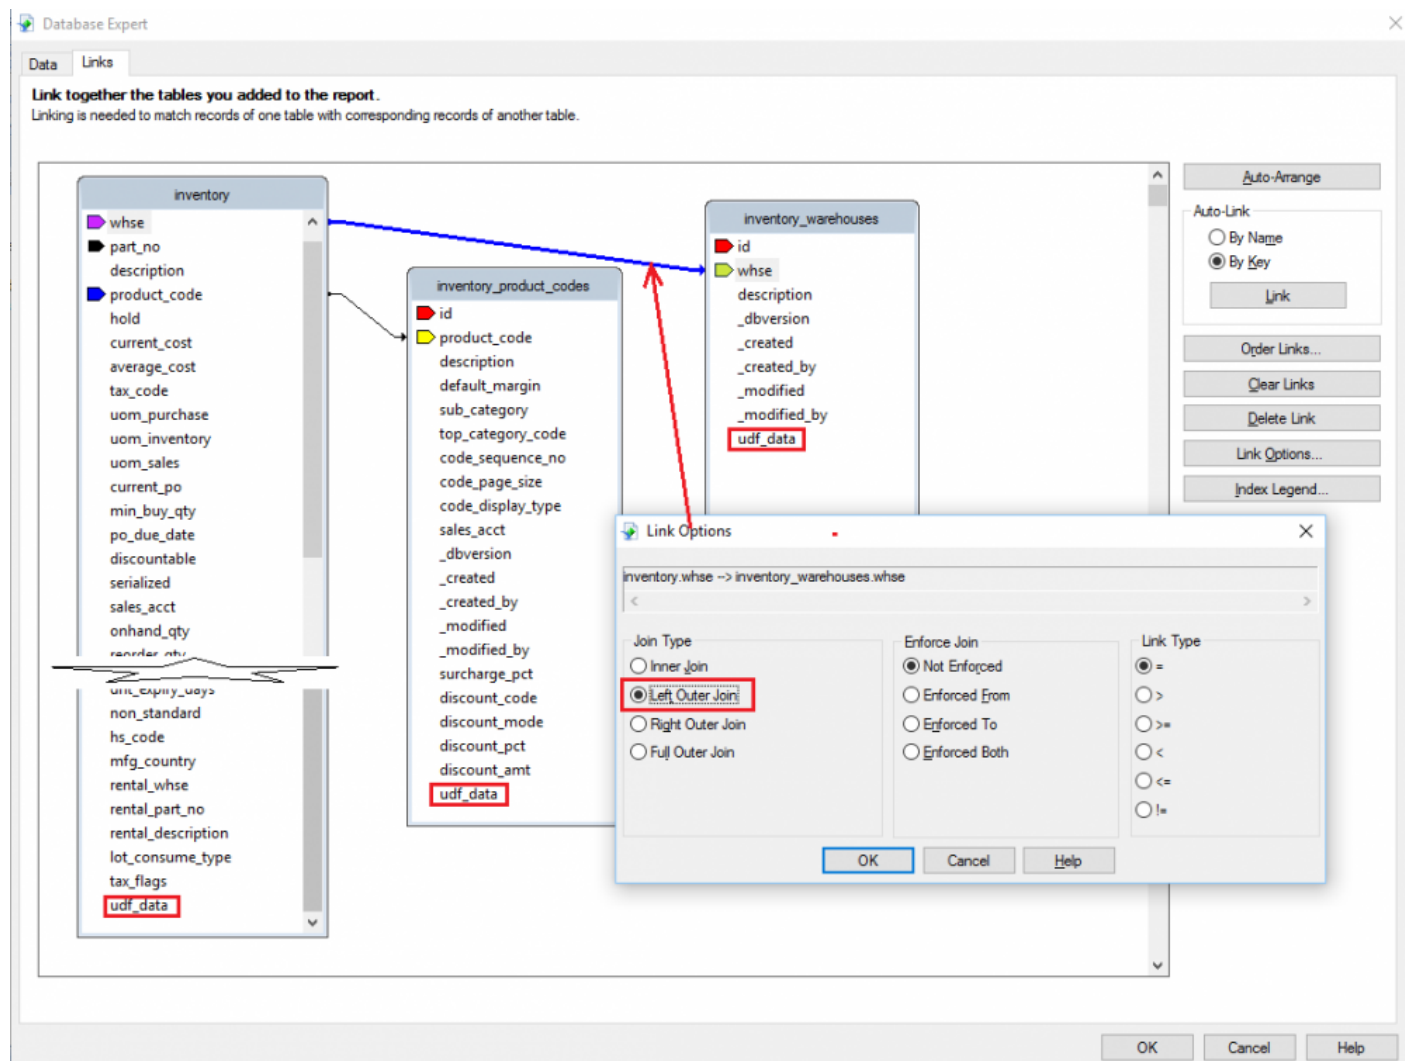 Database Expert
Data
Links
Link together the tables you added to the report.
Linking is needed to match records of one table with corresponding records of another table.
inventory
whse
part_no
description
product_code
hold
current_cost
average_cost
tax_code
uom_purchase
uom_inventory
uom_sales
current_po
min_buy_qty
po_due_date
discountable
serialized
sales_acct
onhand_qty
reorder_qty
non_standard
hs_code
mfg_country
rental_whse
rental_part_no
rental_description
lot_consume_type
tax_flags
udf_data
inventory_product_codes
id
product_code
description
default_margin
sub_category
top_category_code
code_sequence_no
code_page_size
code_display_type
sales_acct
_dbversion
_created
_created_by
_modified
_modified_by
surcharge_pct
discount_code
discount_mode
discount_pct
discount_amt
udf_data
inventory_warehouses
id
whse
description
_dbversion
_created
_created_by
_modified
_modified_by
udf_data
Auto-Arrange
Auto-Link
By Name
By Key
Link
Order Links...
Clear Links
Delete Link
Link Options...
Index Legend...
Link Options
inventory.whse --> inventory_warehouses.whse
Join Type
Inner Join
Left Outer Join
Right Outer Join
Full Outer Join
Enforce Join
Not Enforced
Enforced From
Enforced To
Enforced Both
Link Type
=
>
>=
<
<=
!=
OK
Cancel
Help
OK
Cancel
Help